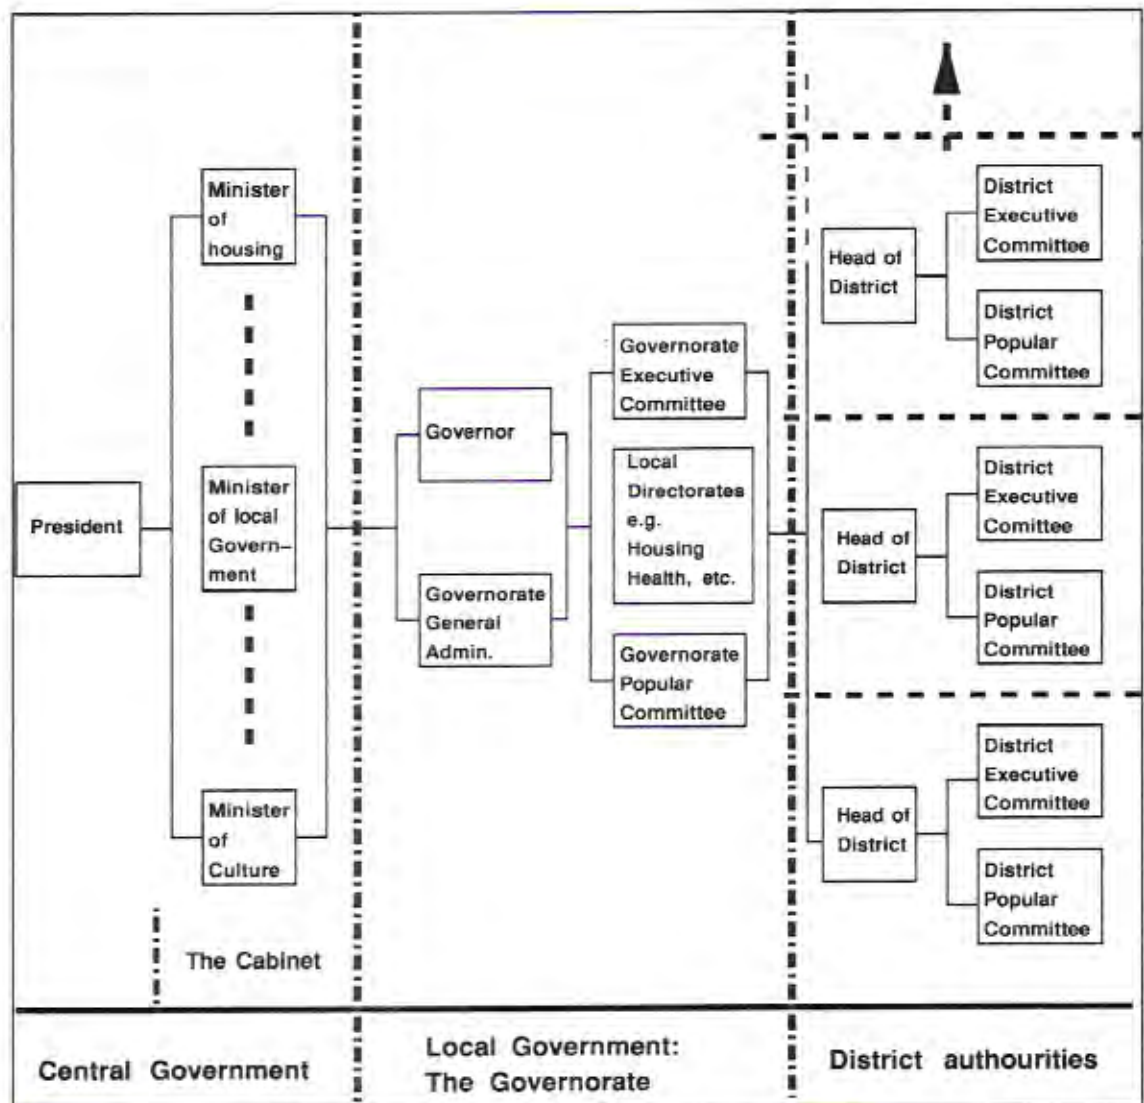 President
Minister
of
housing
Minister
of local
Govern–
ment
Minister
of
Culture
The Cabinet
Governor
Governorate
General
Admin.
Governorate
Executive
Committee
Local
Directorates
e.g.
Housing
Health, etc.
Governorate
Popular
Committee
Head of
District
District
Executive
Committee
District
Popular
Committee
Head of
District
District
Executive
Comittee
District
Popular
Committee
Head of
District
District
Executive
Committee
District
Popular
Committee
Central Government
Local Government:
The Governorate
District authourities